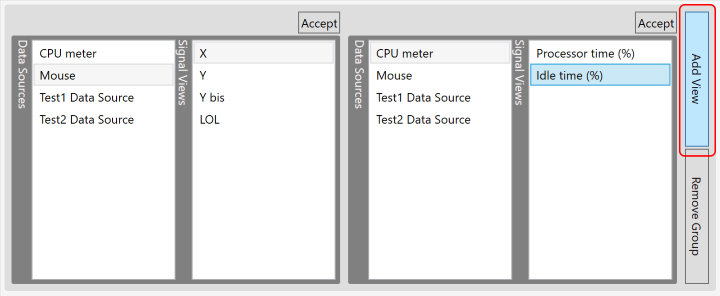 Accept
Data Sources
CPU meter
Mouse
Test1 Data Source
Test2 Data Source
Signal Views
X
Y
Y bis
LOL
Accept
Data Sources
CPU meter
Mouse
Test1 Data Source
Test2 Data Source
Signal Views
Processor time (%)
Idle time (%)
Add View
Remove Group